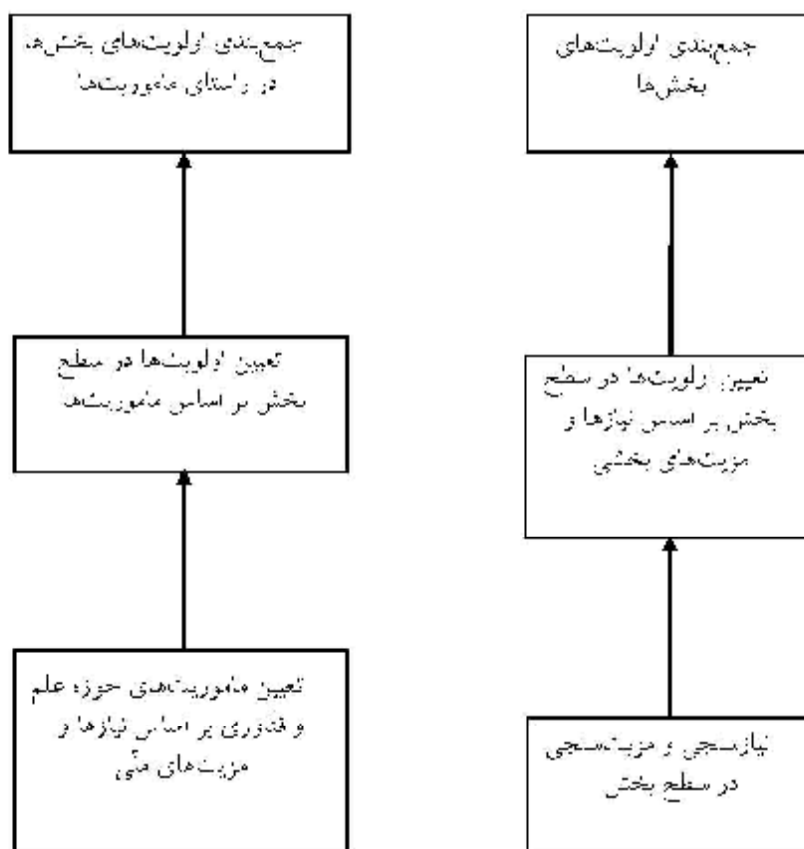 جمع‌بندی اولویت‌های
بخش‌ها
تعیین اولویت‌ها در سطح
بخش بر اساس نیازها و
مزیت‌های بخشی
نیازسنجی و مزیت‌سنجی
در سطح بخش
جمع‌بندی اولویت‌های بخش‌ها
در راستای ماموریت‌ها
تعیین اولویت‌ها در سطح
بخش بر اساس ماموریت‌ها
تعیین ماموریت‌های حوزه علم
و فناوری بر اساس نیازها و
مزیت‌های ملّی